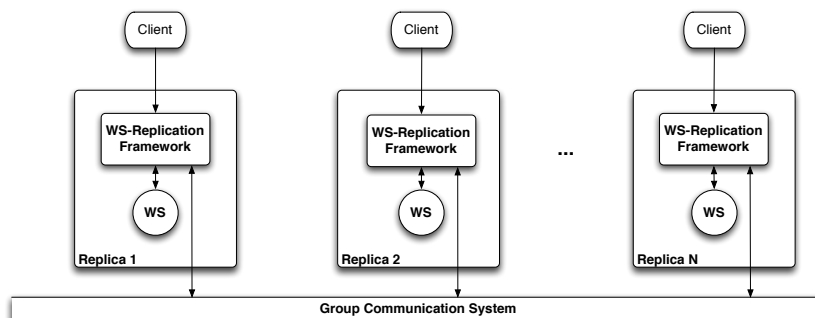 Client
Client
Client
WS-Replication
Framework
WS-Replication
Framework
WS-Replication
Framework
...
WS
WS
WS
Replica 1
Replica 2
Replica N
Group Communication System